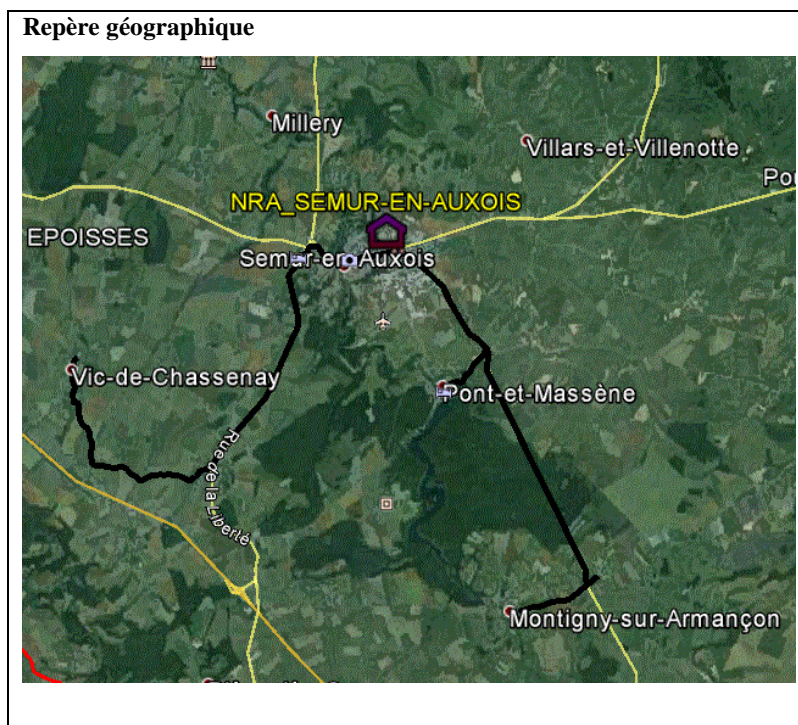 Repère géographique
Millery
Villars-et-Villenotte
NRA_SEMUR-EN-AUXOIS
EPOISSES
Semur-en-Auxois
Vic-de-Chassenay
Pont-et-Massène
Rue de la Liberté
Montigny-sur-Armançon